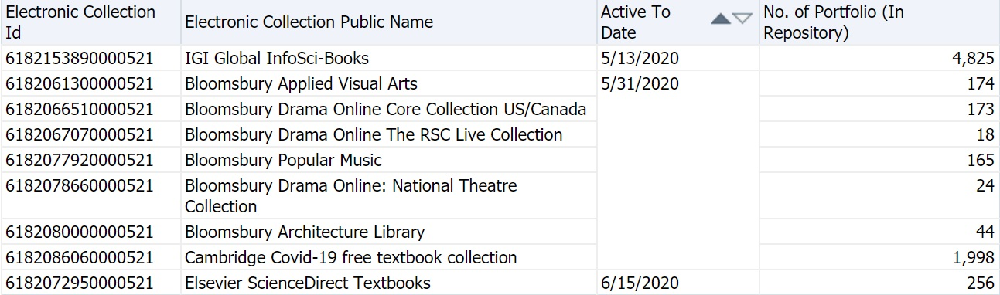 Electronic Collection Id Electronic Collection Public Name Active To Date No. of Portfolio (In Repository)
6182153890000521 IGI Global InfoSci-Books 5/13/2020 4,825
6182061300000521 Bloomsbury Applied Visual Arts 5/31/2020 174
6182066510000521 Bloomsbury Drama Online Core Collection US/Canada 173
6182067070000521 Bloomsbury Drama Online The RSC Live Collection 18
6182077920000521 Bloomsbury Popular Music 165
6182078660000521 Bloomsbury Drama Online: National Theatre Collection 24
6182080000000521 Bloomsbury Architecture Library 44
6182086060000521 Cambridge Covid-19 free textbook collection 1,998
6182072950000521 Elsevier ScienceDirect Textbooks 6/15/2020 256